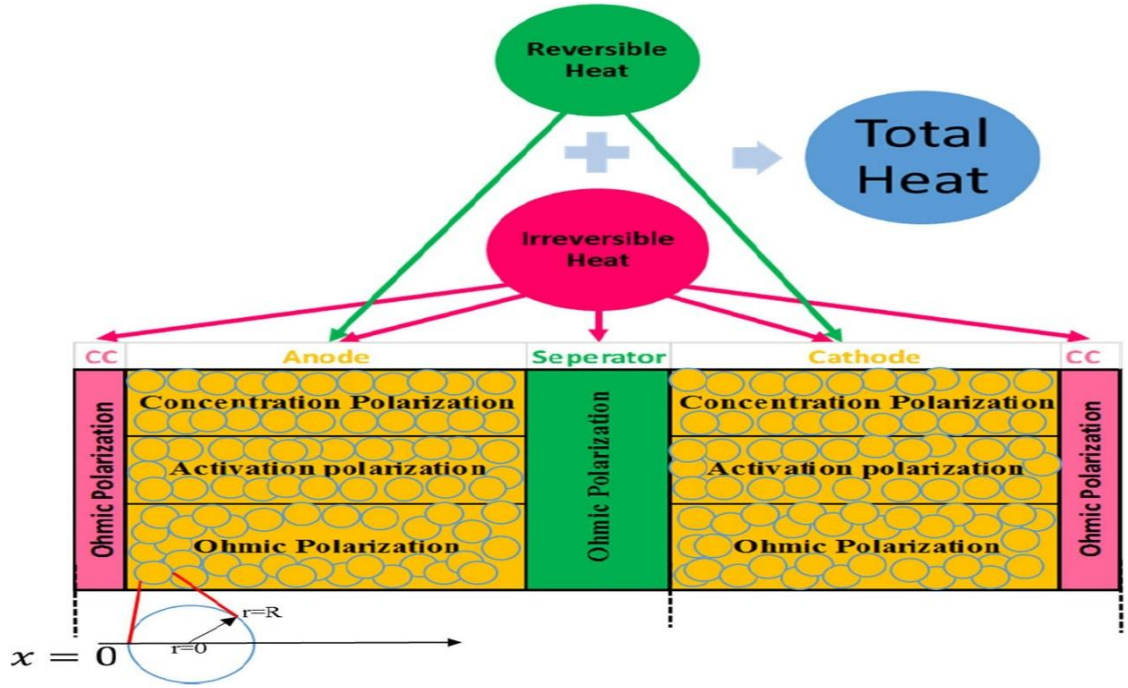 Reversible
Heat
Total
Heat
Irreversible
Heat
CC
Anode
Seperator
Cathode
CC
Ohmic Polarization
Concentration Polarization
Activation polarization
Ohmic Polarization
Ohmic Polarization
Concentration Polarization
Activation polarization
Ohmic Polarization
Ohmic Polarization
r=R
r=0
x = 0